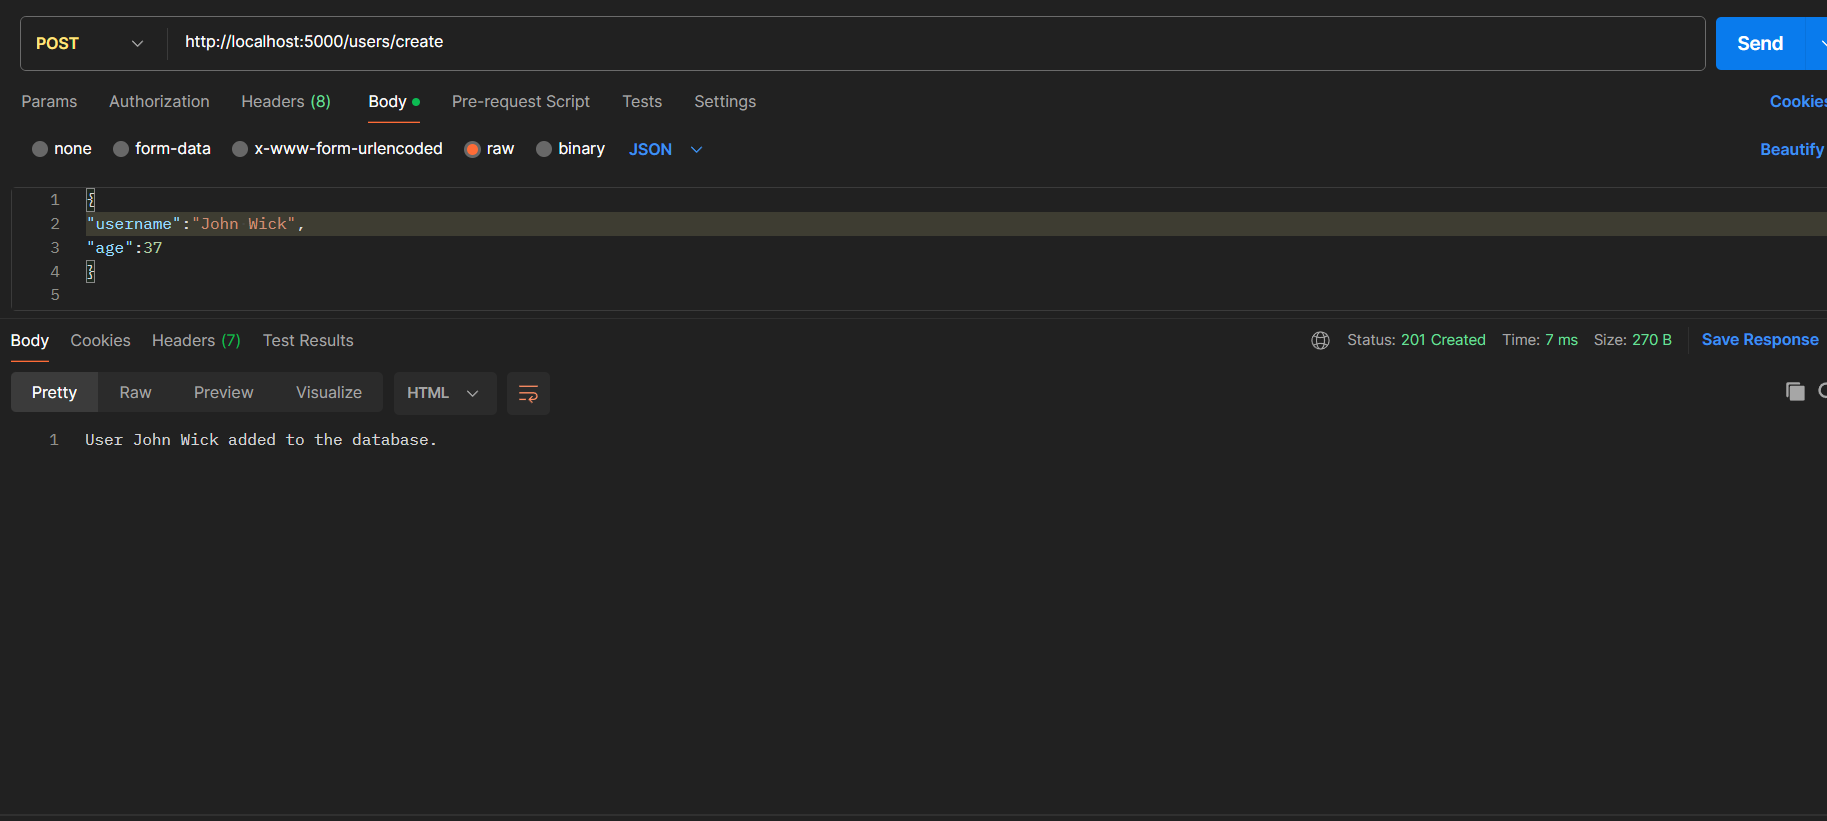 POST http://localhost:5000/users/create Send
Params Authorization Headers (8) Body Pre-request Script Tests Settings Cookies
none form-data x-www-form-urlencoded raw binary JSON Beautify
1 {
2 "username":"John Wick",
3 "age":37
4 }
5
Body Cookies Headers (7) Test Results Status: 201 Created Time: 7 ms Size: 270 B Save Response
Pretty Raw Preview Visualize HTML
1 User John Wick added to the database.